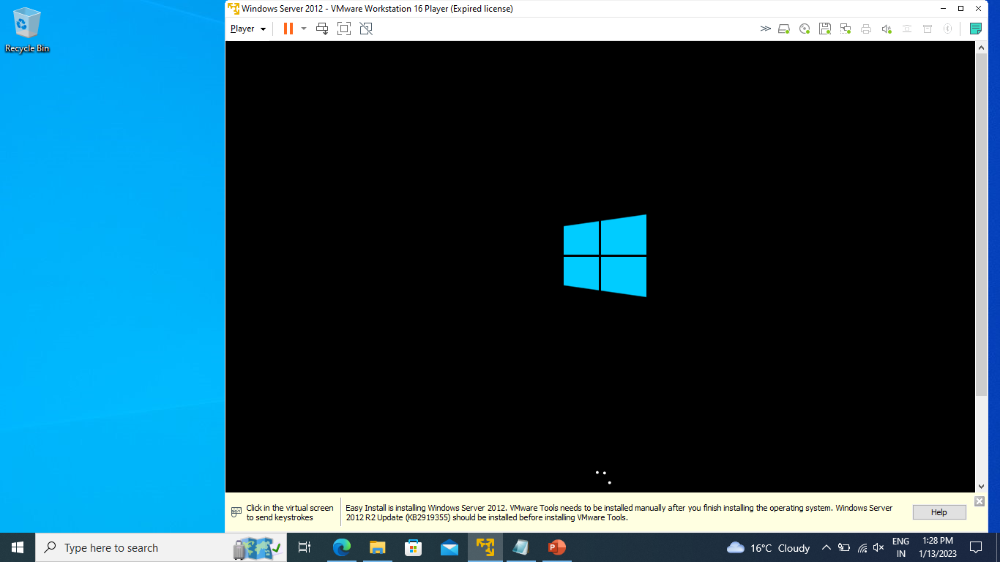 Recycle Bin
Windows Server 2012 - VMware Workstation 16 Player (Expired license)
Player
Click in the virtual screen
to send keystrokes
Easy Install is installing Windows Server 2012. VMware Tools needs to be installed manually after you finish installing the operating system. Windows Server
2012 R2 Update (KB2919355) should be installed before installing VMware Tools.
Help
Type here to search
16°C Cloudy
ENG
IN
1:28 PM
1/13/2023